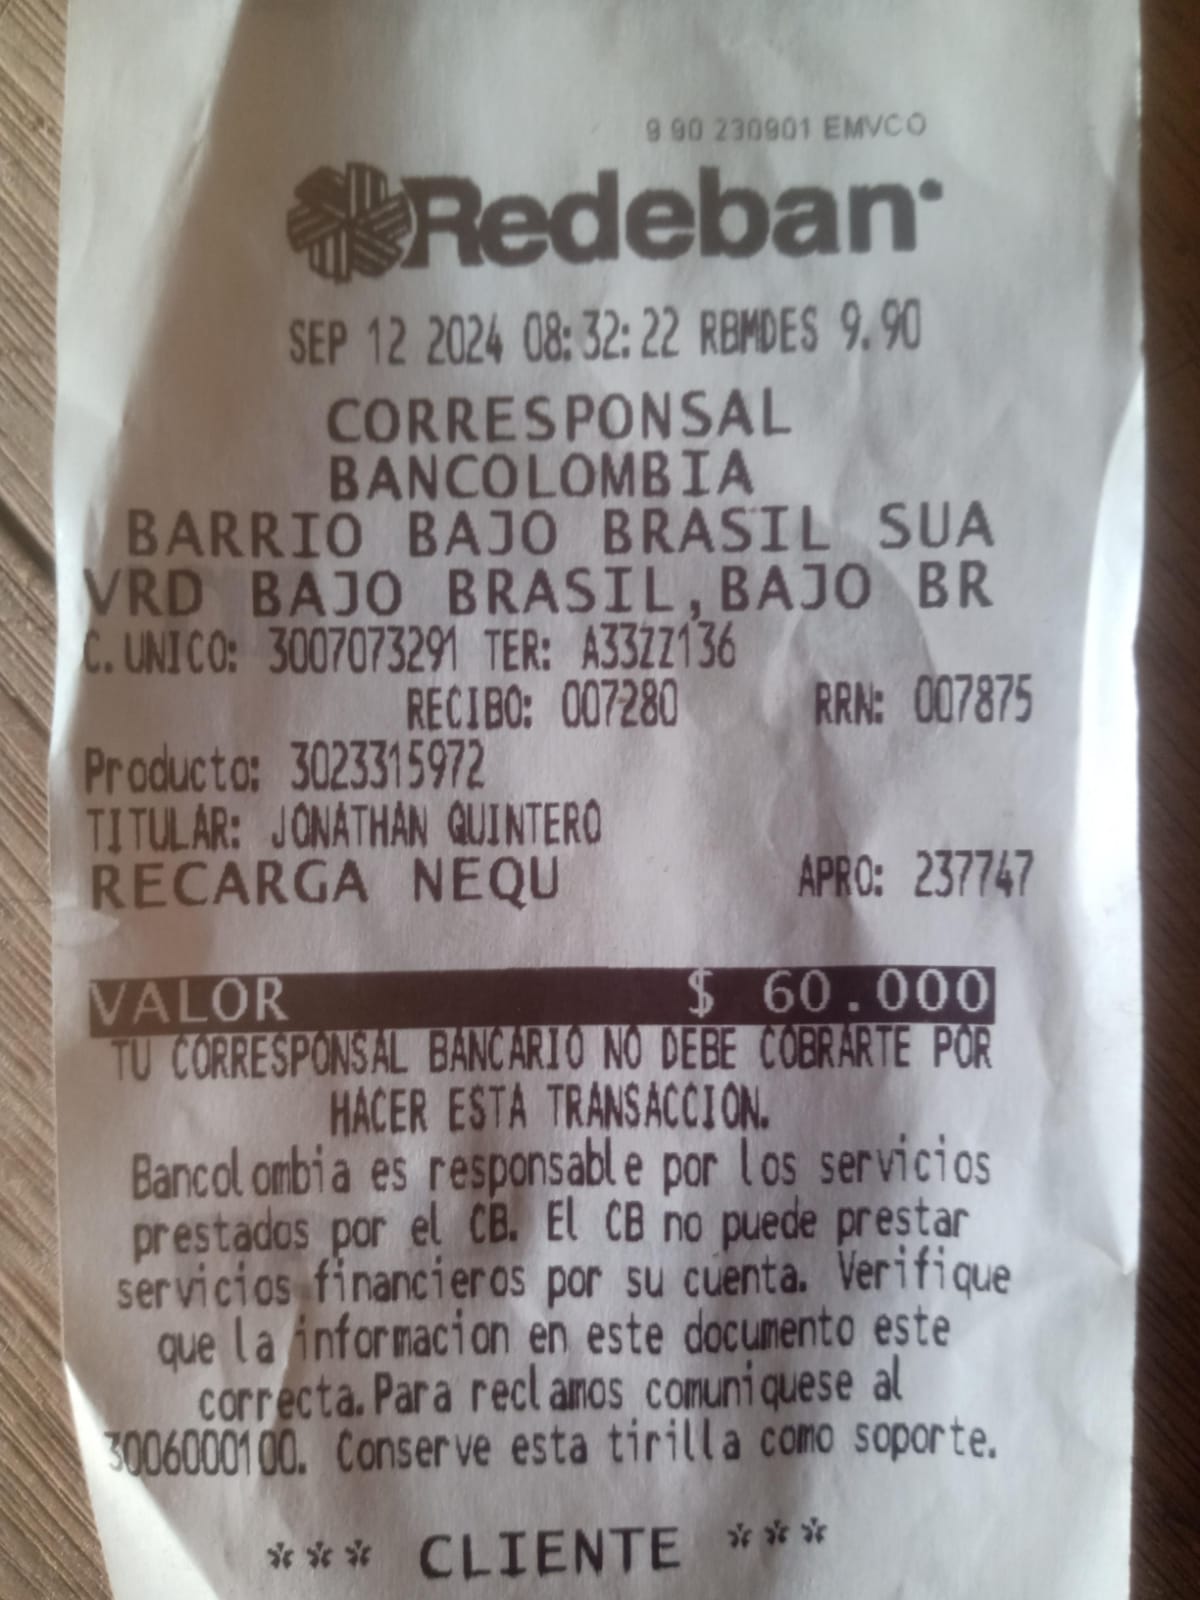 9 90 230901 EMVCO
Redeban
SEP 12 2024 08:32:22 RBMDES 9.90
CORRESPONSAL
BANCOLOMBIA
BARRIO BAJO BRASIL SUA
VRD BAJO BRASIL,BAJO BR
C.UNICO: 3007073291 TER: A33ZZ136
RECIBO: 007280 RRN: 007875
Producto: 3023315972
TITULAR: JONATHAN QUINTERO
RECARGA NEQU APRO: 237747
VALOR $ 60.000
TU CORRESPONSAL BANCARIO NO DEBE COBRARTE POR
HACER ESTA TRANSACCION.
Bancolombia es responsable por los servicios
prestados por el CB. El CB no puede prestar
servicios financieros por su cuenta. Verifique
que la informacion en este documento este
correcta.Para reclamos comuniquese al
3006000100. Conserve esta tirilla como soporte.
*** CLIENTE ***